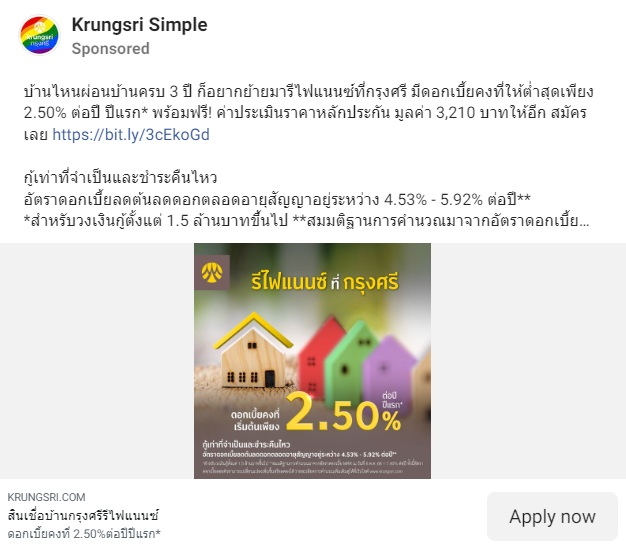 Krungsri
กรุงศรี
Krungsri Simple
Sponsored
บ้านไหนผ่อนบ้านครบ 3 ปี ก็อยากย้ายมารีไฟแนนซ์ที่กรุงศรี มีดอกเบี้ยคงที่ให้ต่ำสุดเพียง
2.50% ต่อปี ปีแรก* พร้อมฟรี! ค่าประเมินราคาหลักประกัน มูลค่า 3,210 บาทให้อีก สมัคร
เลย https://bit.ly/3cEkoGd
กู้เท่าที่จำเป็นและชำระคืนไหว
อัตราดอกเบี้ยลดต้นลดดอกตลอดอายุสัญญาอยู่ระหว่าง 4.53% - 5.92% ต่อปี**
*สำหรับวงเงินกู้ตั้งแต่ 1.5 ล้านบาทขึ้นไป **สมมติฐานการคำนวณมาจากอัตราดอกเบี้ย...
รีไฟแนนซ์ ที่ กรุงศรี
ดอกเบี้ยคงที่
เริ่มต้นเพียง
2.50%
ต่อปี
ปีแรก*
กู้เท่าที่จำเป็นและชำระคืนไหว
อัตราดอกเบี้ยลดต้นลดดอกตลอดอายุสัญญาอยู่ระหว่าง 4.53% - 5.92% ต่อปี**
KRUNGSRI.COM
สินเชื่อบ้านกรุงศรีรีไฟแนนซ์
ดอกเบี้ยคงที่ 2.50%ต่อปีปีแรก*
Apply now